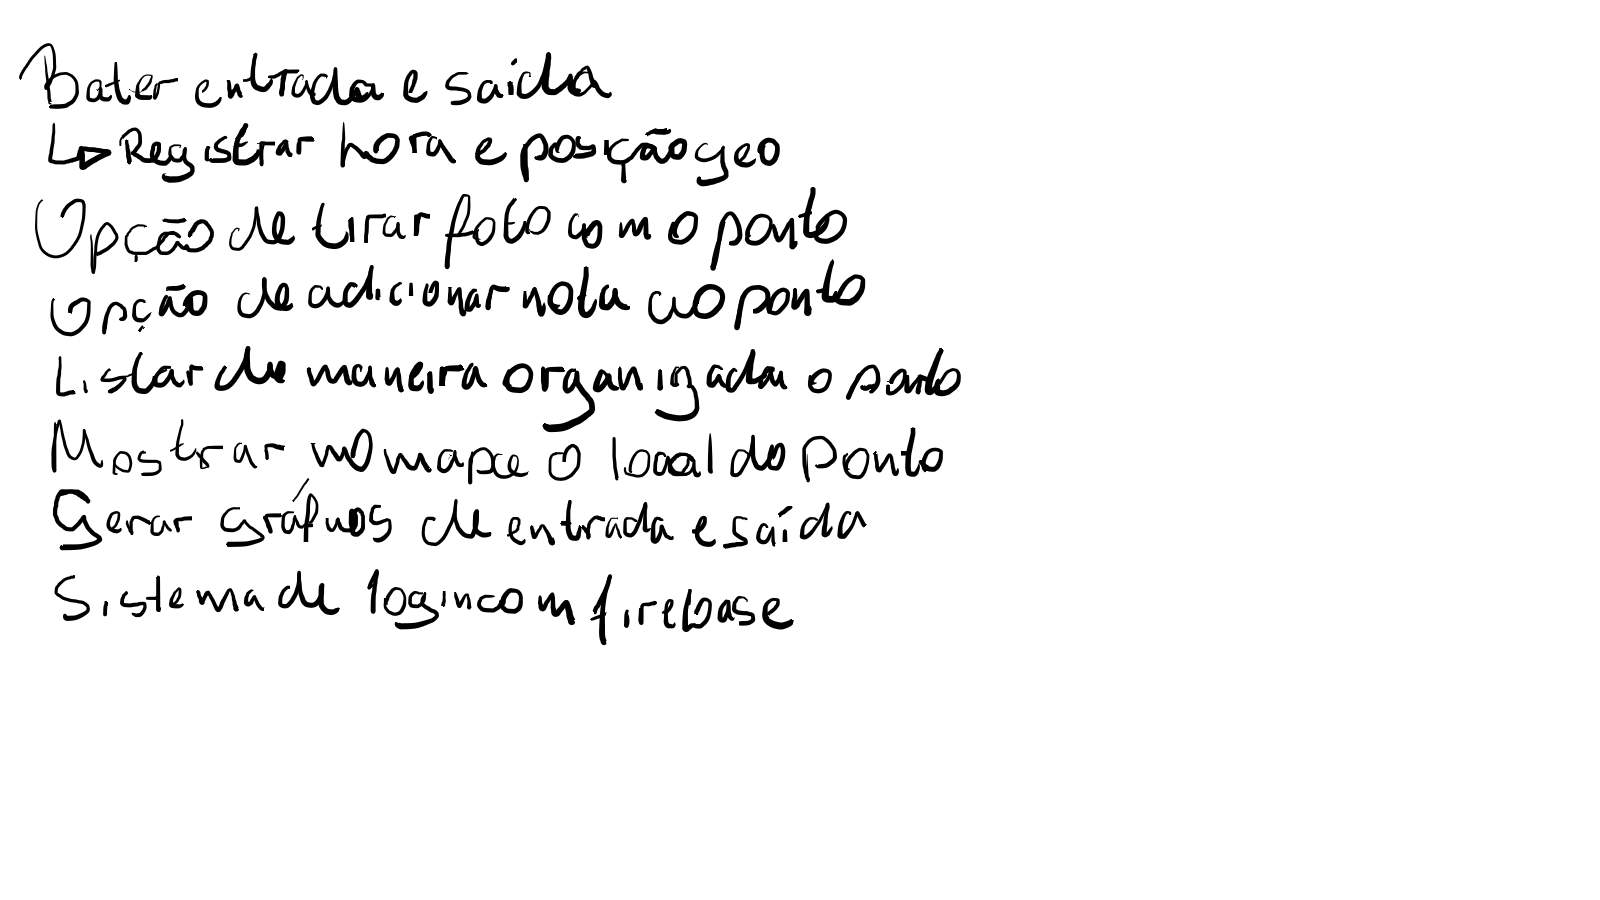 Bater entrada e saida
↳ Registrar hora e posição geo
Opção de tirar foto com o ponto
Opção de adicionar nota ao ponto
Listar de maneira organizada o ponto
Mostrar no mapa o local do ponto
Gerar gráficos de entrada e saída
Sistema de login com firebase